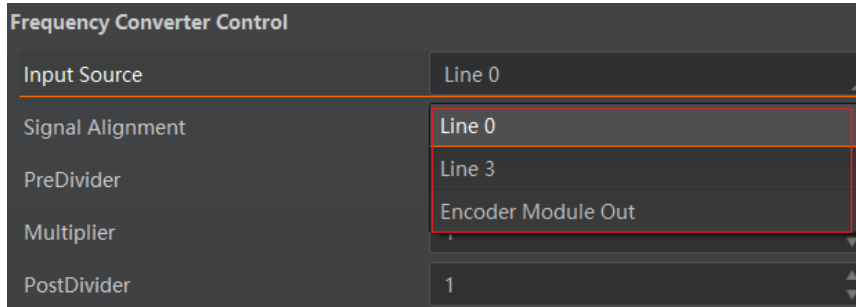 Frequency Converter Control
Input Source Line 0
Signal Alignment Line 0
PreDivider Line 3
Encoder Module Out
Multiplier
PostDivider 1